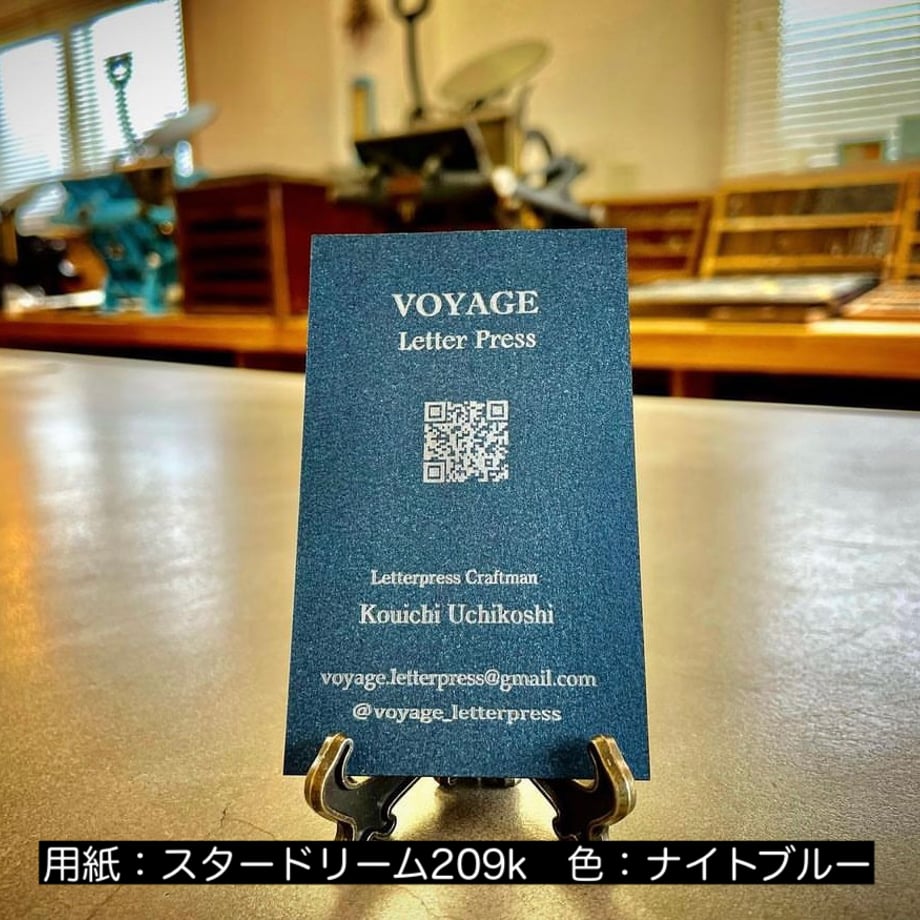 VOYAGE
Letter Press
Letterpress Craftman
Kouichi Uchikoshi
voyage.letterpress@gmail.com
@voyage_letterpress
用紙：スタードリーム209k　色：ナイトブルー